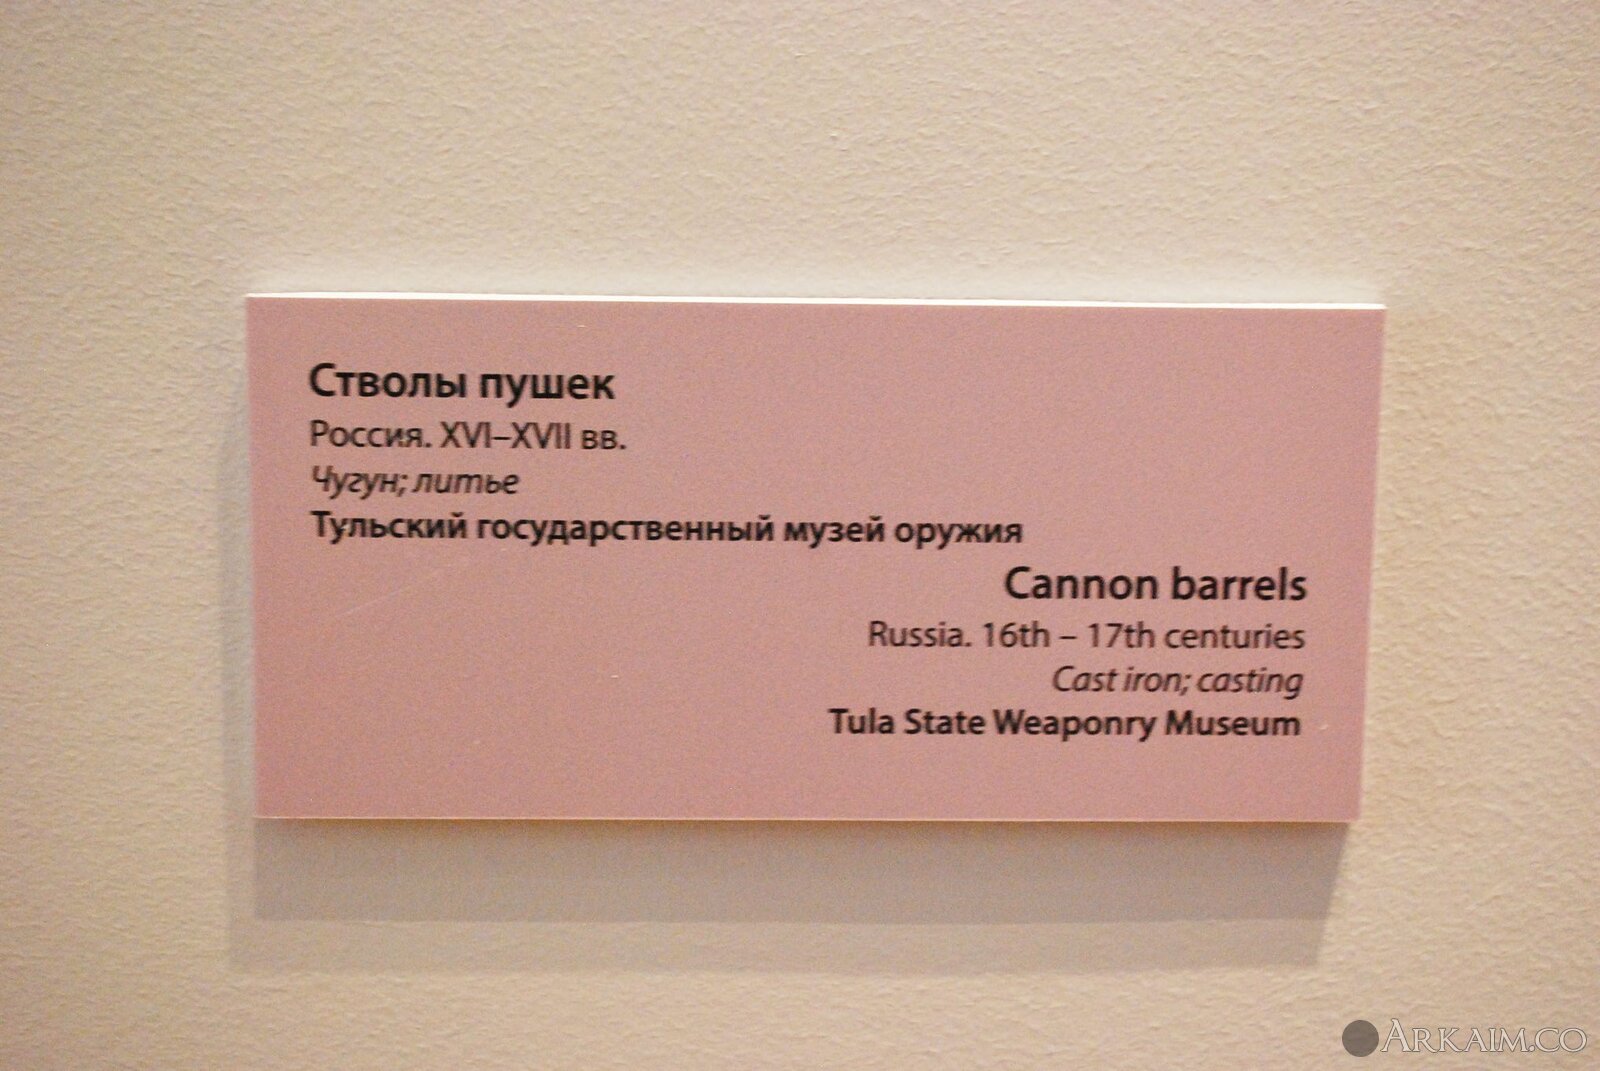 Стволы пушек
Россия. XVI–XVII вв.
Чугун; литье
Тульский государственный музей оружия
Cannon barrels
Russia. 16th – 17th centuries
Cast iron; casting
Tula State Weaponry Museum
ARKAIM.CO